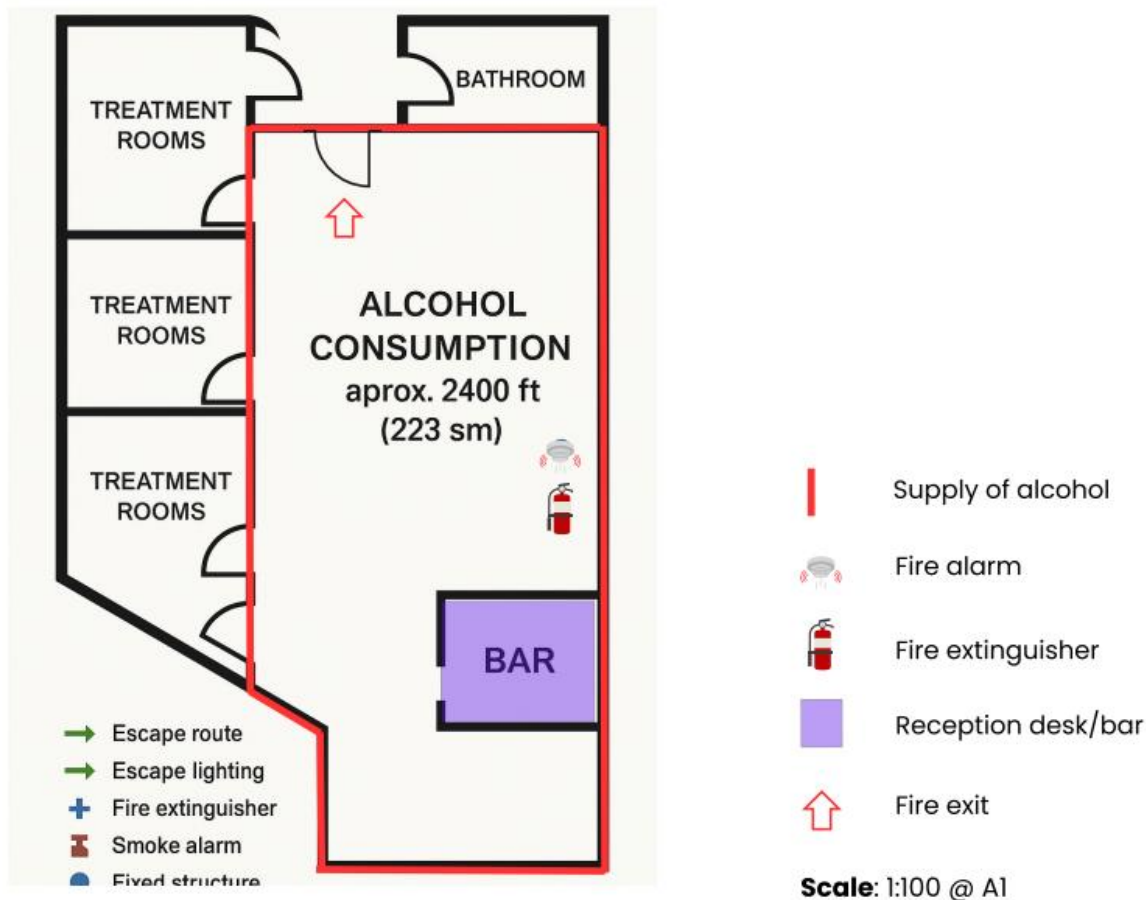 BATHROOM
TREATMENT
ROOMS
ALCOHOL
CONSUMPTION
aprox. 2400 ft
(223 sm)
TREATMENT
ROOMS
TREATMENT
ROOMS
BAR
Escape route
Escape lighting
Fire extinguisher
Smoke alarm
Fixed structure
Supply of alcohol
Fire alarm
Fire extinguisher
Reception desk/bar
Fire exit
Scale: 1:100 @ A1